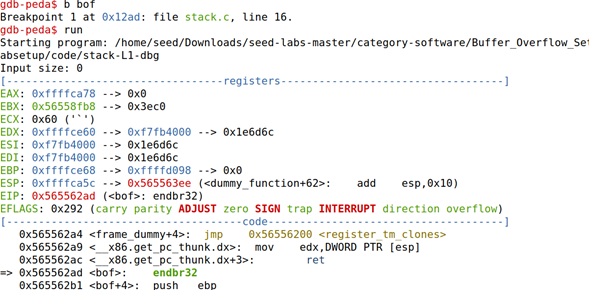 gdb-peda$ b bof
Breakpoint 1 at 0x12ad: file stack.c, line 16.
gdb-peda$ run
Starting program: /home/seed/Downloads/seed-labs-master/category-software/Buffer_Overflow_Set
absetup/code/stack-L1-dbg
Input size: 0
[----------------------------------registers-----------------------------------]
EAX: 0xffffca78 --> 0x0
EBX: 0x56558fb8 --> 0x3ec0
ECX: 0x60 ('`')
EDX: 0xffffce60 --> 0xf7fb4000 --> 0x1e6d6c
ESI: 0xf7fb4000 --> 0x1e6d6c
EDI: 0xf7fb4000 --> 0x1e6d6c
EBP: 0xffffce68 --> 0xffffd098 --> 0x0
ESP: 0xffffca5c --> 0x565563ee (<dummy_function+62>: add esp,0x10)
EIP: 0x565562ad (<bof>: endbr32)
EFLAGS: 0x292 (carry parity ADJUST zero SIGN trap INTERRUPT direction overflow)
[-------------------------------------code-------------------------------------]
0x565562a4 <frame_dummy+4>: jmp 0x56556200 <register_tm_clones>
0x565562a9 <__x86.get_pc_thunk.dx>: mov edx,DWORD PTR [esp]
0x565562ac <__x86.get_pc_thunk.dx+3>: ret
=> 0x565562ad <bof>: endbr32
0x565562b1 <bof+4>: push ebp